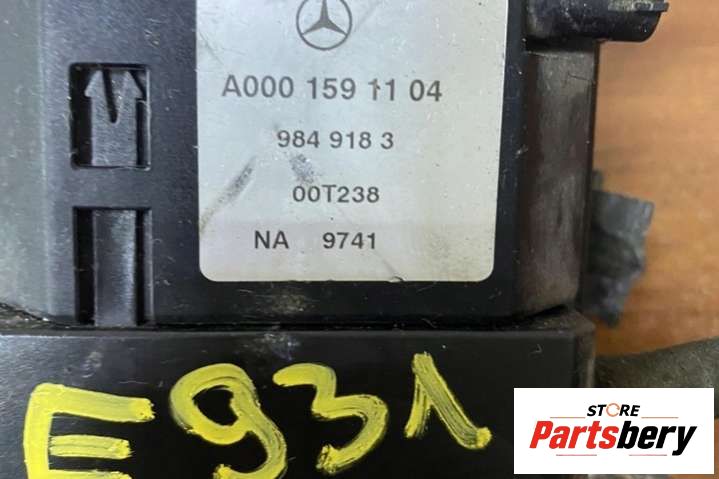 A000 159 11 04
984 918 3
00T238
NA 9741
E931
STORE
Partsbery